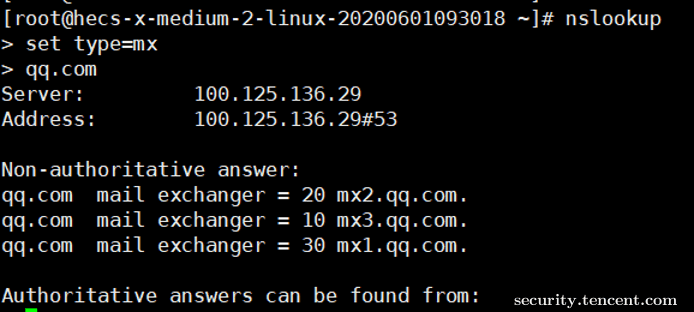 [root@hecs-x-medium-2-linux-20200601093018 ~]# nslookup
> set type=mx
> qq.com
Server:         100.125.136.29
Address:        100.125.136.29#53
Non-authoritative answer:
qq.com  mail exchanger = 20 mx2.qq.com.
qq.com  mail exchanger = 10 mx3.qq.com.
qq.com  mail exchanger = 30 mx1.qq.com.
Authoritative answers can be found from:
security.tencent.com